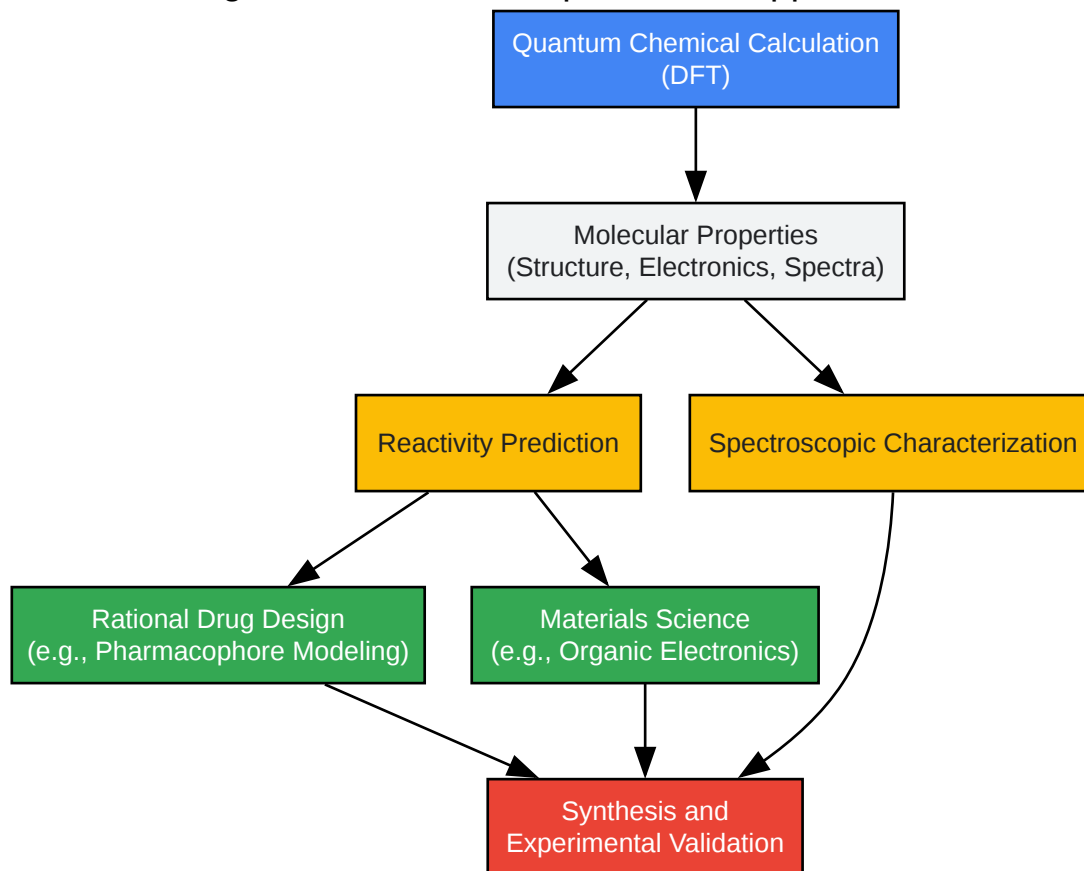 Quantum Chemical Calculation
(DFT)
Molecular Properties
(Structure, Electronics, Spectra)
Reactivity Prediction
Spectroscopic Characterization
Rational Drug Design
(e.g., Pharmacophore Modeling)
Materials Science
(e.g., Organic Electronics)
Synthesis and
Experimental Validation